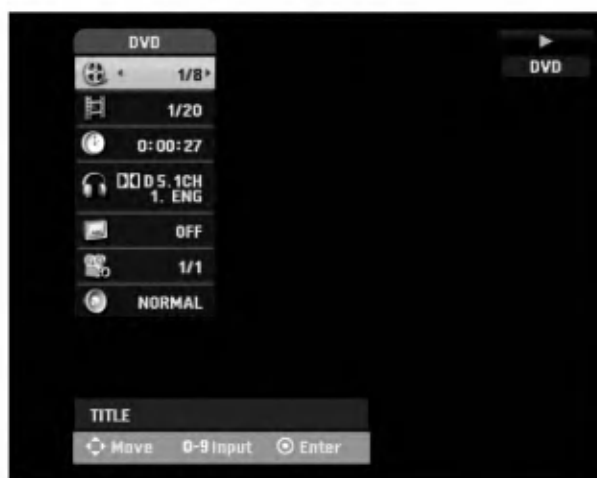 DVD
1/8
1/20
0:00:27
D 5.1CH
1. ENG
OFF
1/1
NORMAL
DVD
TITLE
Move 0-9 Input Enter